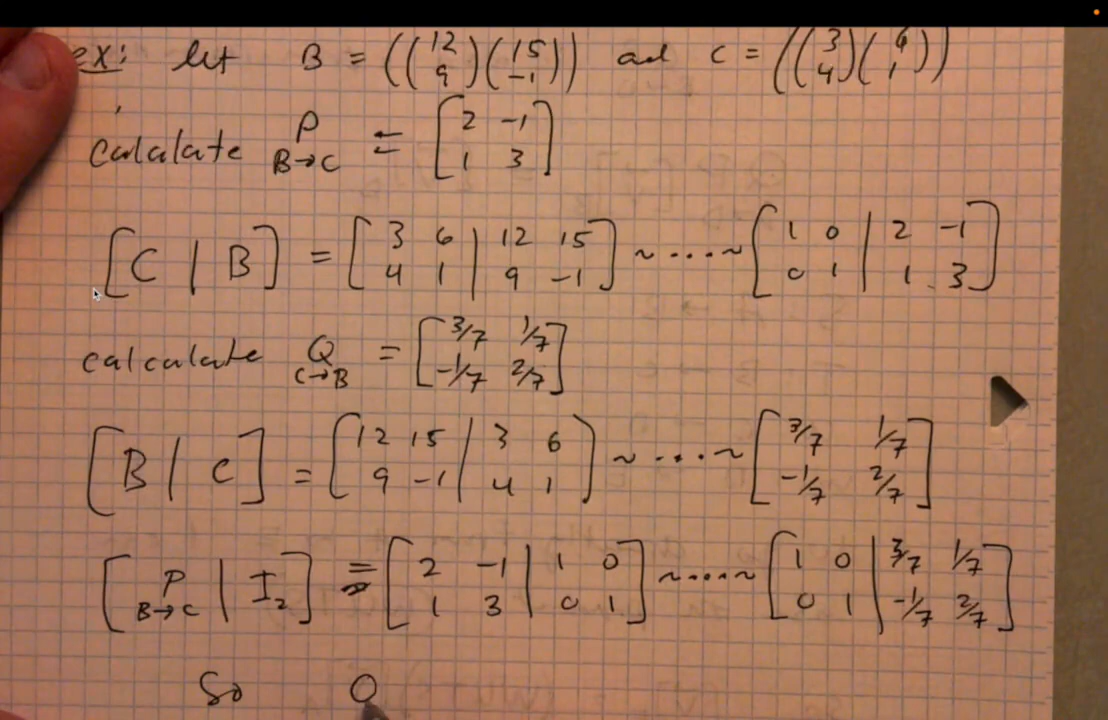 ex: let B = ((12 9)(15 -1)) and C = ((3 4)(6 1))
calculate P B→C = [2 -1 1 3]
[C | B] = [3 6 | 12 15 4 1 | 9 -1] ~ .... ~ [1 0 | 2 -1 0 1 | 1 3]
calculate Q C→B = [3/7 1/7 -1/7 2/7]
[B | C] = [12 15 | 3 6 9 -1 | 4 1] ~ ... ~ [3/7 1/7 -1/7 2/7]
[P B→C | I₂] = [2 -1 | 1 0 1 3 | 0 1] ~ .... ~ [1 0 | 3/7 1/7 0 1 | -1/7 2/7]
So